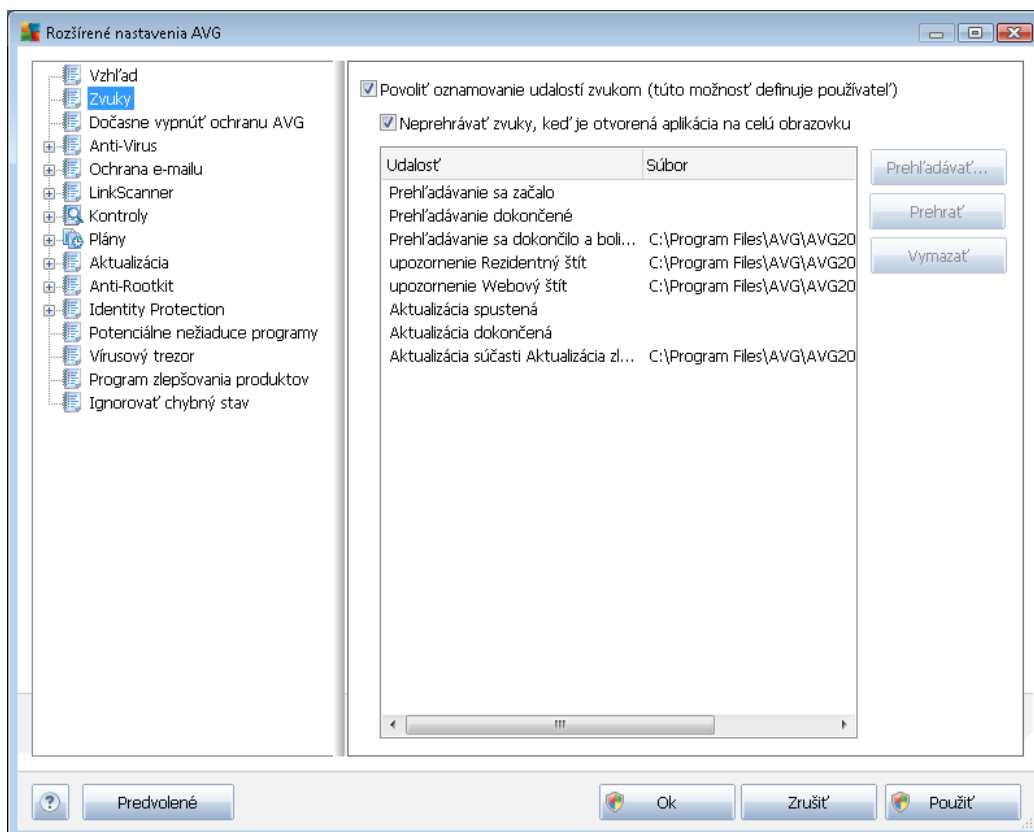 Rozšírené nastavenia AVG
Vzhľad
Zvuky
Dočasne vypnúť ochranu AVG
Anti-Virus
Ochrana e-mailu
LinkScanner
Kontroly
Plány
Aktualizácia
Anti-Rootkit
Identity Protection
Potenciálne nežiaduce programy
Vírusový trezor
Program zlepšovania produktov
Ignorovať chybný stav
Povoliť oznamovanie udalostí zvukom (túto možnosť definuje používateľ)
Neprehrávať zvuky, keď je otvorená aplikácia na celú obrazovku
Udalosť Súbor
Prehľadávanie sa začalo
Prehľadávanie dokončené
Prehľadávanie sa dokončilo a boli... C:\Program Files\AVG\AVG20
upozornenie Rezidentný štít C:\Program Files\AVG\AVG20
upozornenie Webový štít C:\Program Files\AVG\AVG20
Aktualizácia spustená
Aktualizácia dokončená
Aktualizácia súčasti Aktualizácia zl... C:\Program Files\AVG\AVG20
Prehľadávať...
Prehrať
Vymazať
? Predvolené Ok Zrušiť Použiť